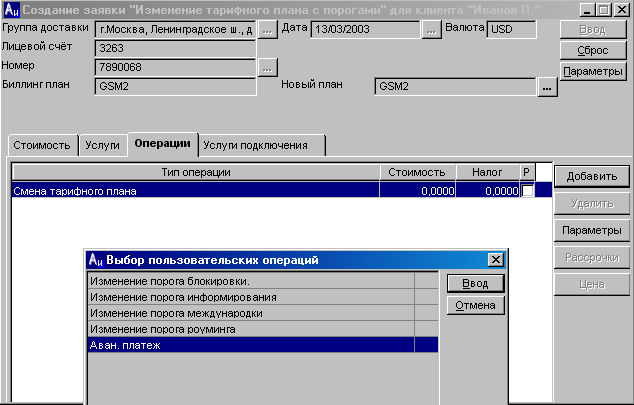 Aи Создание заявки "Изменение тарифного плана с порогами" для клиента "Иванов П."
Группа доставки г.Москва, Ленинградское ш., д ... Дата 13/03/2003 ... Валюта USD Ввод
Лицевой счёт 3263 Сброс
Номер 7890068 ... Параметры
Биллинг план GSM2 Новый план GSM2 ...
Стоимость Услуги Операции Услуги подключения
Тип операции Стоимость Налог Р Добавить
Смена тарифного плана 0,0000 0,0000
Удалить
Параметры
Рассрочки
Цена
Aи Выбор пользовательских операций
Изменение порога блокировки. Ввод
Изменение порога информирования
Изменение порога международки Отмена
Изменение порога роуминга
Аван. платеж